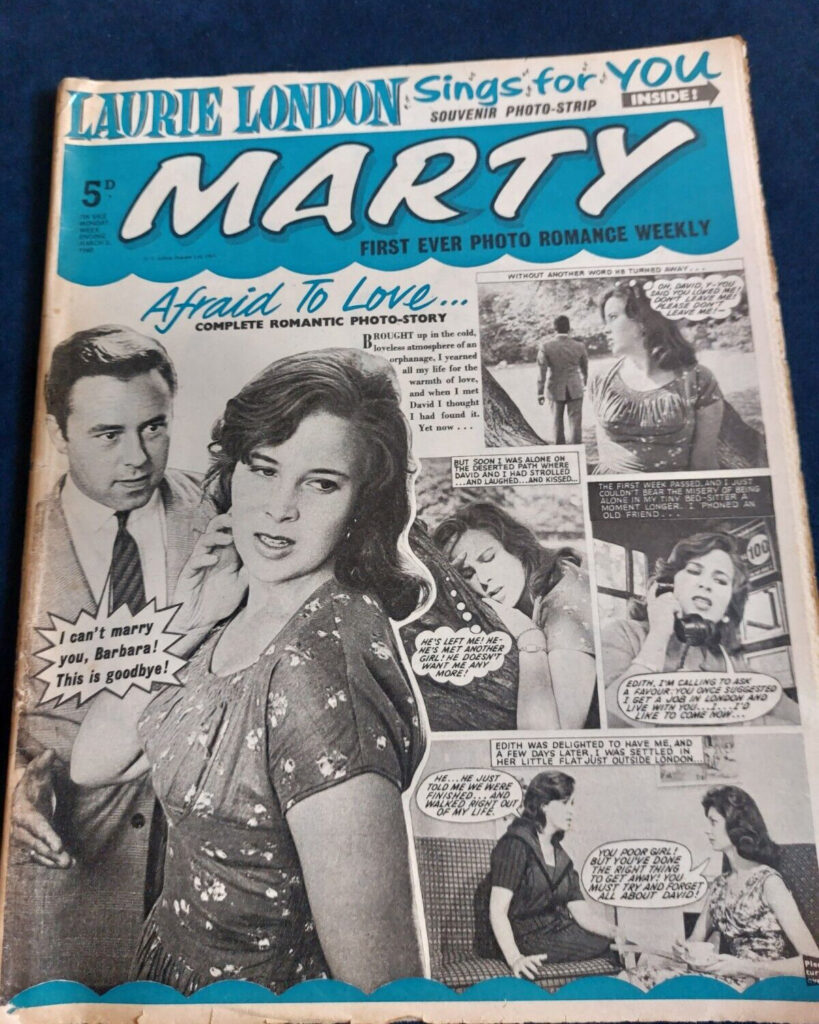 LAURIE LONDON Sings for YOU
SOUVENIR PHOTO-STRIP INSIDE!
MARTY
5D
MONDAY
WEEK
ENDING
MARCH 5,
1960
FIRST EVER PHOTO ROMANCE WEEKLY
Afraid To Love...
COMPLETE ROMANTIC PHOTO-STORY
BROUGHT up in the cold,
loveless atmosphere of an
orphanage, I yearned
all my life for the
warmth of love,
and when I met
David I thought
I had found it.
Yet now . . .
I can't marry
you, Barbara!
This is goodbye!
WITHOUT ANOTHER WORD HE TURNED AWAY . . .
OH, DAVID, Y-YOU
SAID YOU LOVED ME!
DON'T LEAVE ME!
PLEASE DON'T
LEAVE ME!—
BUT SOON I WAS ALONE ON
THE DESERTED PATH WHERE
DAVID AND I HAD STROLLED
...AND LAUGHED...AND KISSED...
HE'S LEFT ME! HE-
HE'S MET ANOTHER
GIRL! HE DOESN'T
WANT ME ANY
MORE!
THE FIRST WEEK PASSED, AND I JUST
COULDN'T BEAR THE MISERY OF BEING
ALONE IN MY TINY BED-SITTER A
MOMENT LONGER. I 'PHONED AN
OLD FRIEND . . .
100
EDITH, I'M CALLING TO ASK
A FAVOUR: YOU ONCE SUGGESTED
I GET A JOB IN LONDON AND
LIVE WITH YOU...I...I'D
LIKE TO COME NOW...
EDITH WAS DELIGHTED TO HAVE ME, AND
A FEW DAYS LATER, I WAS SETTLED IN
HER LITTLE FLAT JUST OUTSIDE LONDON...
HE...HE JUST
TOLD ME WE WERE
FINISHED....AND
WALKED RIGHT OUT
OF MY LIFE.
YOU POOR GIRL!
BUT YOU'VE DONE
THE RIGHT THING
TO GET AWAY! YOU
MUST TRY AND FORGET
ALL ABOUT DAVID!